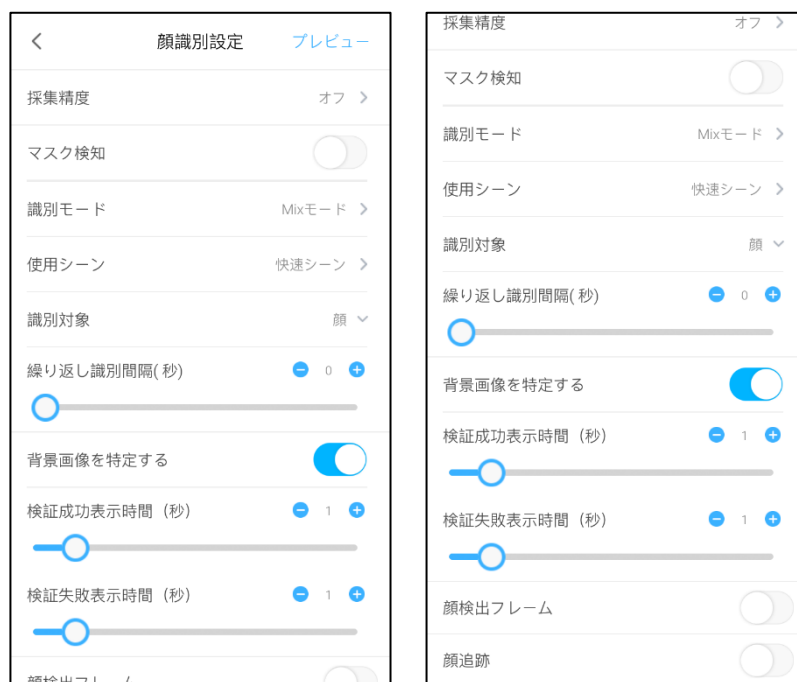 顔識別設定 プレビュー
採集精度 オフ
マスク検知
識別モード Mixモード
使用シーン 快速シーン
識別対象 顔
繰り返し識別間隔(秒) 0
背景画像を特定する
検証成功表示時間（秒） 1
検証失敗表示時間（秒） 1
顔検出フレーム
採集精度 オフ
マスク検知
識別モード Mixモード
使用シーン 快速シーン
識別対象 顔
繰り返し識別間隔(秒) 0
背景画像を特定する
検証成功表示時間（秒） 1
検証失敗表示時間（秒） 1
顔検出フレーム
顔追跡